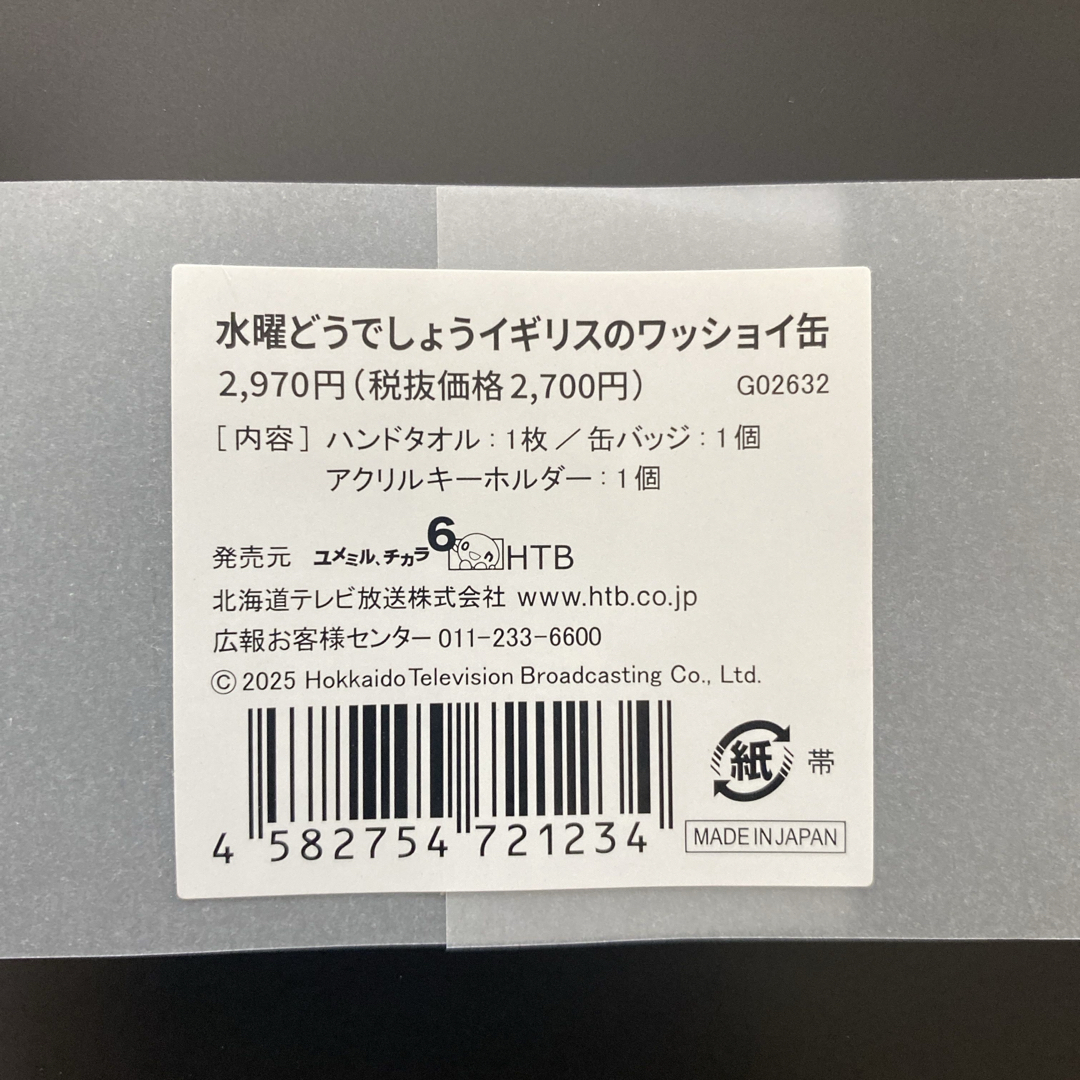 水曜どうでしょうイギリスのワッショイ缶
2,970円（税抜価格2,700円） G02632
［内容］ハンドタオル：1枚／缶バッジ：1個
アクリルキーホルダー：1個
発売元 ユメミル、チカラ 6 HTB
北海道テレビ放送株式会社 www.htb.co.jp
広報お客様センター 011-233-6600
© 2025 Hokkaido Television Broadcasting Co., Ltd.
紙 帯
4 582754 721234
MADE IN JAPAN